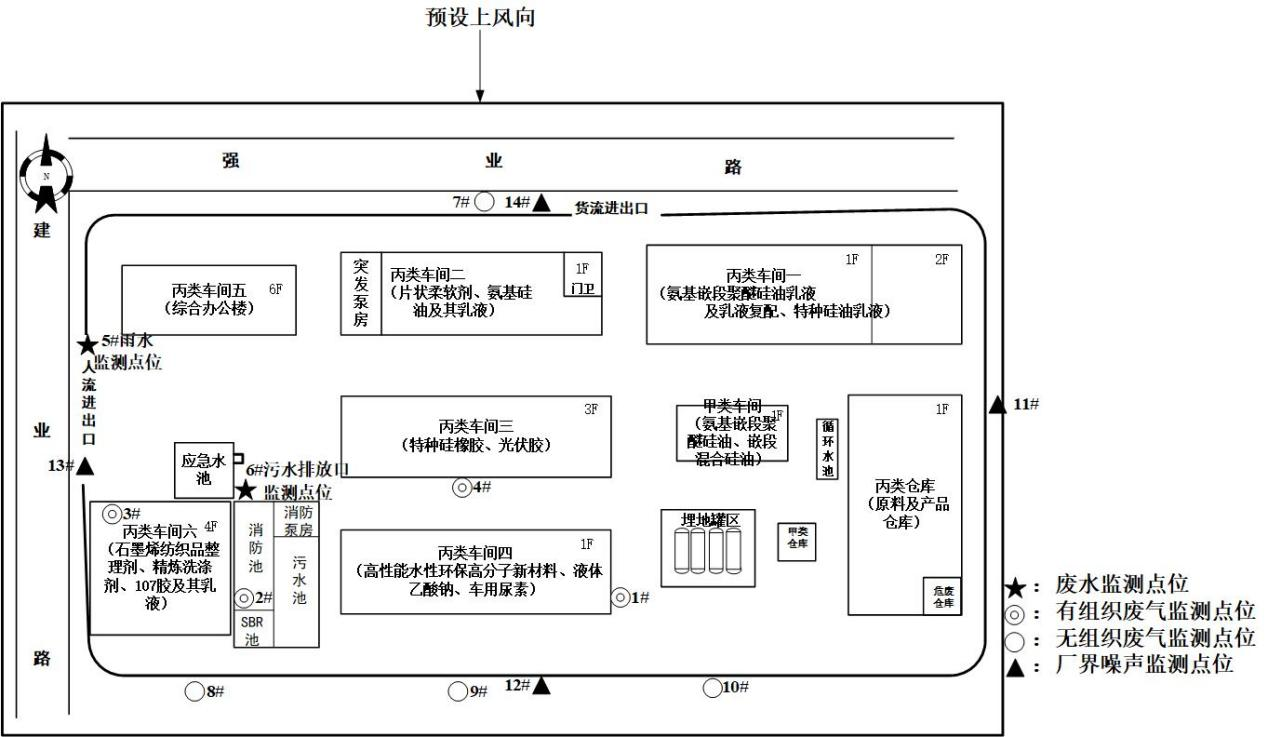 预设上风向
强 业 路
N
7# 14#
货流进出口
建
业
路
丙类车间五 6F
（综合办公楼）
突发泵房
丙类车间二
（片状柔软剂、氨基硅
油及其乳液）
1F
门卫
丙类车间一
（氨基嵌段聚醚硅油乳液
及乳液复配、特种硅油乳液）
1F
2F
5#雨水
监测点位
人流进出口
13#
应急水
池
6#污水排放口
监测点位
丙类车间三
（特种硅橡胶、光伏胶）
3F
4#
甲类车间
1F
（氨基嵌段聚
醚硅油、嵌段
混合硅油）
循环水池
1F
丙类仓库
（原料及产品
仓库）
11#
3#
丙类车间六 4F
（石墨烯纺织品整
理剂、精炼洗涤
剂、107胶及其乳
液）
消防池
消防
泵房
污水池
2#
SBR
池
丙类车间四
（高性能水性环保高分子新材料、液体
乙酸钠、车用尿素）
1F
1#
埋地罐区
甲类
仓库
危废
仓库
8#
9#
12#
10#
：废水监测点位
：有组织废气监测点位
：无组织废气监测点位
：厂界噪声监测点位